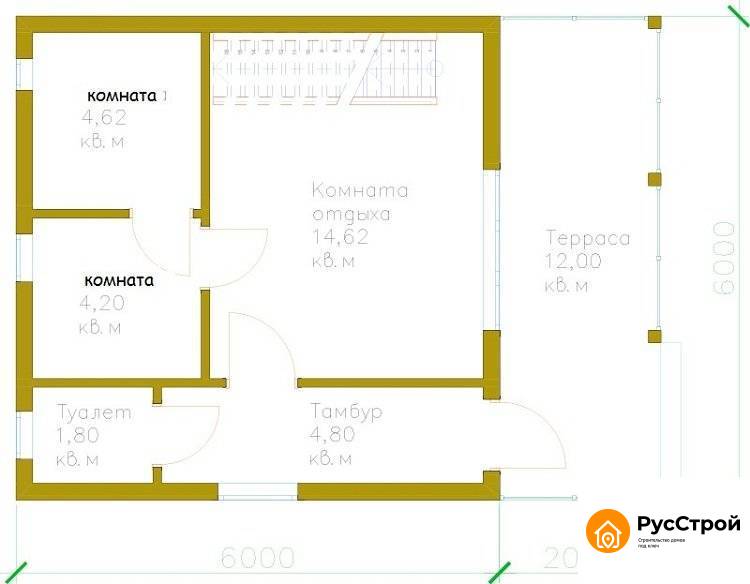 комната
4,62
кв. м
Комната
отдыха
14,62
кв. м
Терраса
12,00
кв. м
6000
комната
4,20
кв. м
Туалет
1,80
кв. м
Тамбур
4,80
кв. м
РусСтрой
Строительство домов
под ключ
6000
20